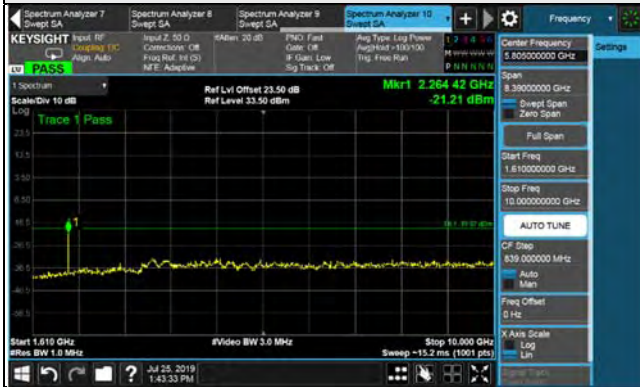 Spectrum Analyzer 7
Swept SA
Spectrum Analyzer 8
Swept SA
Spectrum Analyzer 9
Swept SA
Spectrum Analyzer 10
Swept SA
Frequency
KEYSIGHT
Input: RF
Coupling: DC
Align: Auto
Input Z: 50 Ω
Corrections: Off
Freq Ref: Int (S)
NFE: Adaptive
#Atten: 20 dB
PNO: Fast
Gate: Off
IF Gain: Low
Sig Track: Off
Avg Type: Log Power
Avg|Hold:>100/100
Trig: Free Run
PASS
1 Spectrum
Scale/Div 10 dB
Log
Ref Lvl Offset 23.50 dB
Ref Level 33.50 dBm
Mkr1 2.264 42 GHz
-21.21 dBm
Trace 1 Pass
23.5
13.5
3.50
-6.50
-16.5
-26.5
-36.5
-46.5
-56.5
1
Start 1.610 GHz
#Res BW 1.0 MHz
#Video BW 3.0 MHz
Stop 10.000 GHz
Sweep ~15.2 ms (1001 pts)
Jul 25, 2019
1:43:33 PM
Center Frequency
5.805000000 GHz
Settings
Span
8.39000000 GHz
Swept Span
Zero Span
Full Span
Start Freq
1.610000000 GHz
Stop Freq
10.000000000 GHz
AUTO TUNE
CF Step
839.000000 MHz
Auto
Man
Freq Offset
0 Hz
X Axis Scale
Log
Lin